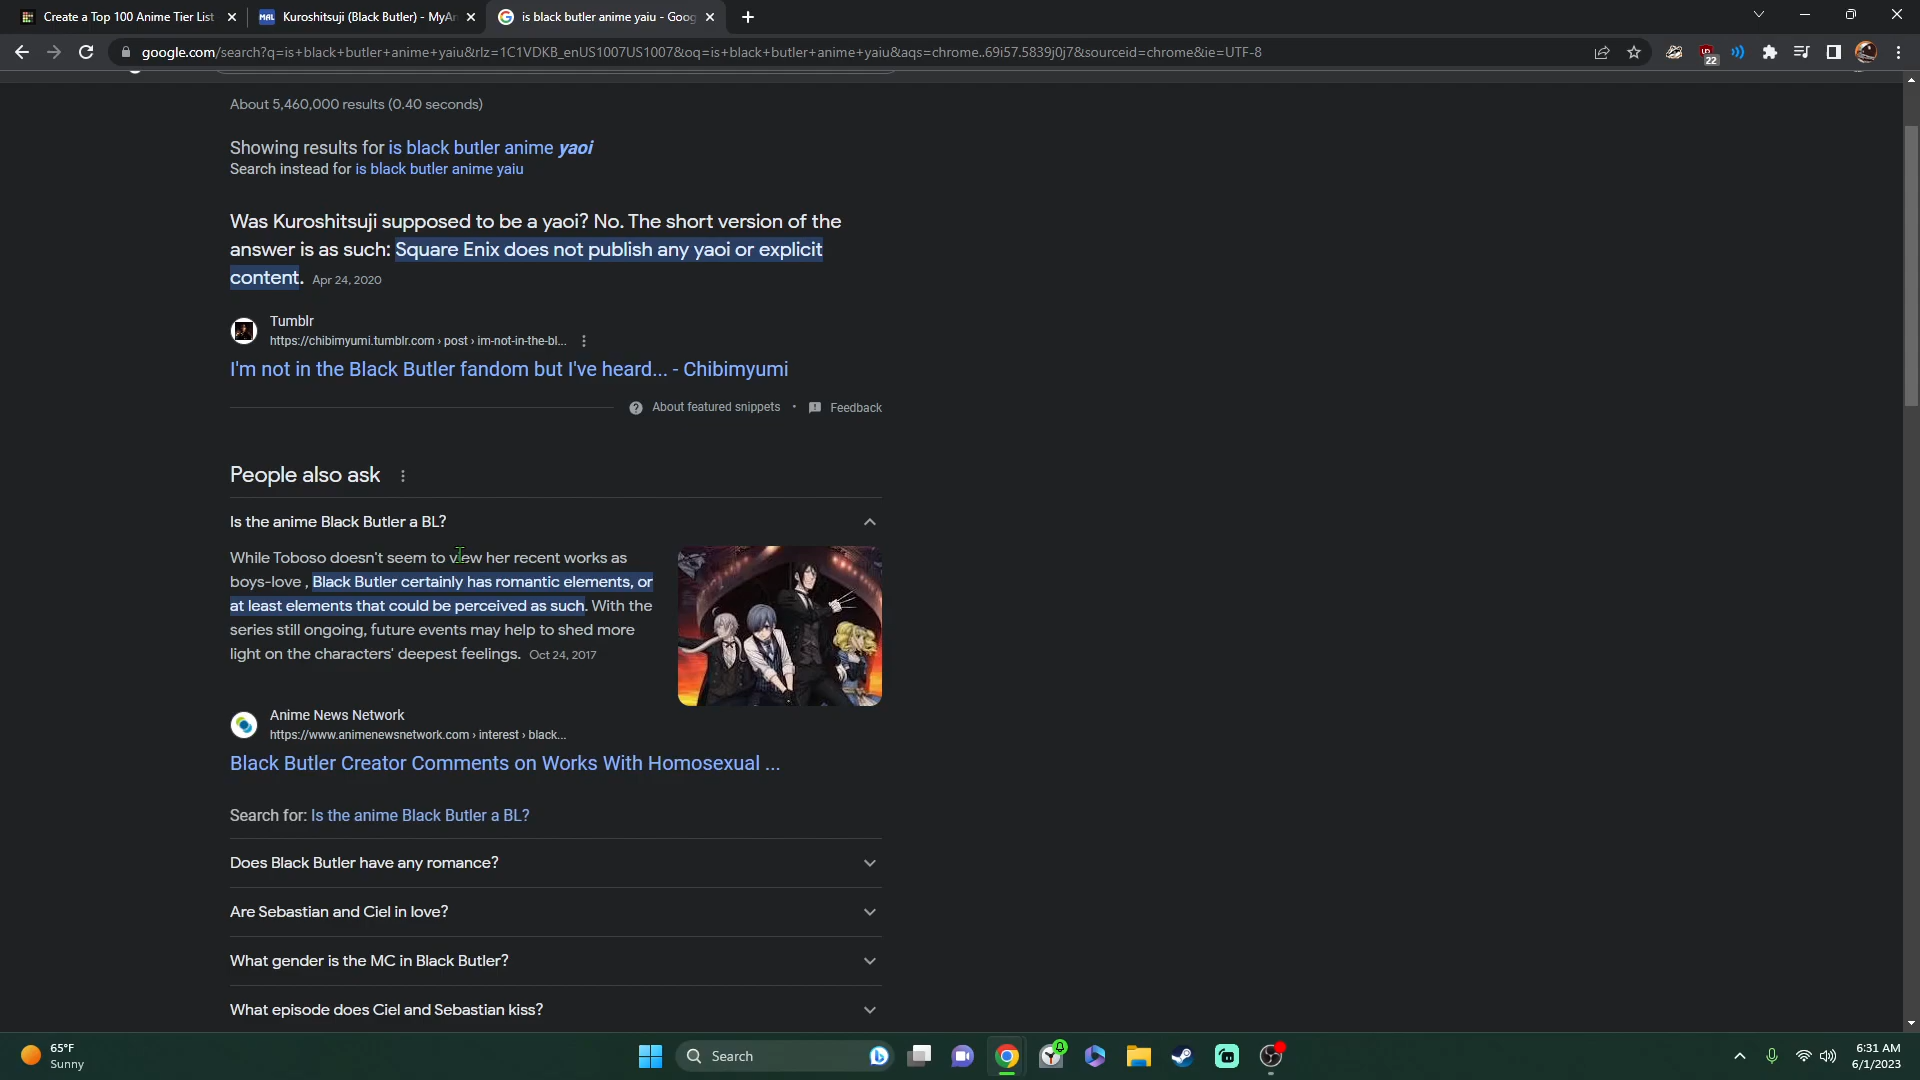 Create a Top 100 Anime Tier List
MAL Kuroshitsuji (Black Butler) - MyAn
is black butler anime yaiu - Goog
google.com/search?q=is+black+butler+anime+yaiu&rlz=1C1VDKB_enUS1007US1007&oq=is+black+butler+anime+yaiu&aqs=chrome..69i57.5839j0j7&sourceid=chrome&ie=UTF-8
22
About 5,460,000 results (0.40 seconds)
Showing results for is black butler anime yaoi
Search instead for is black butler anime yaiu
Was Kuroshitsuji supposed to be a yaoi? No. The short version of the
answer is as such: Square Enix does not publish any yaoi or explicit
content. Apr 24, 2020
Tumblr
https://chibimyumi.tumblr.com › post › im-not-in-the-bl...
I'm not in the Black Butler fandom but I've heard... - Chibimyumi
About featured snippets • Feedback
People also ask
Is the anime Black Butler a BL?
While Toboso doesn't seem to view her recent works as
boys-love , Black Butler certainly has romantic elements, or
at least elements that could be perceived as such. With the
series still ongoing, future events may help to shed more
light on the characters' deepest feelings. Oct 24, 2017
Anime News Network
https://www.animenewsnetwork.com › interest › black...
Black Butler Creator Comments on Works With Homosexual ...
Search for: Is the anime Black Butler a BL?
Does Black Butler have any romance?
Are Sebastian and Ciel in love?
What gender is the MC in Black Butler?
What episode does Ciel and Sebastian kiss?
65°F
Sunny
Search
6:31 AM
6/1/2023